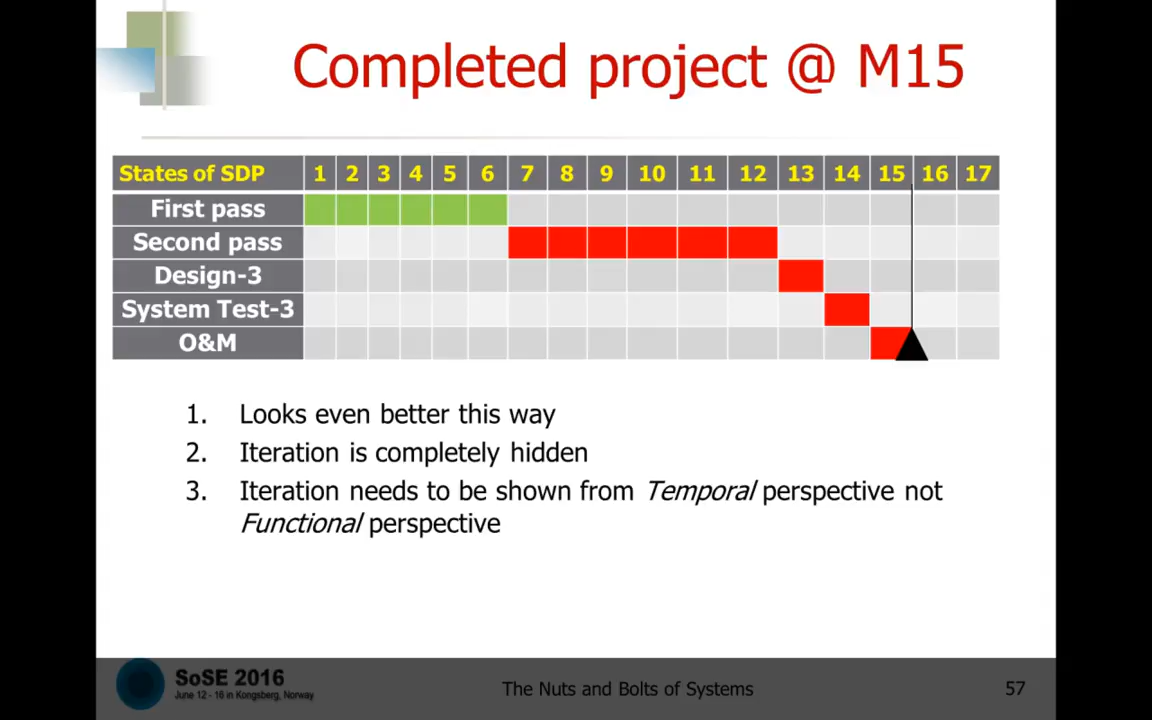 Completed project @ M15
States of SDP 1 2 3 4 5 6 7 8 9 10 11 12 13 14 15 16 17
First pass
Second pass
Design-3
System Test-3
O&M
1. Looks even better this way
2. Iteration is completely hidden
3. Iteration needs to be shown from Temporal perspective not
Functional perspective
SoSE 2016
June 12 - 16 in Kongsberg, Norway
The Nuts and Bolts of Systems
57